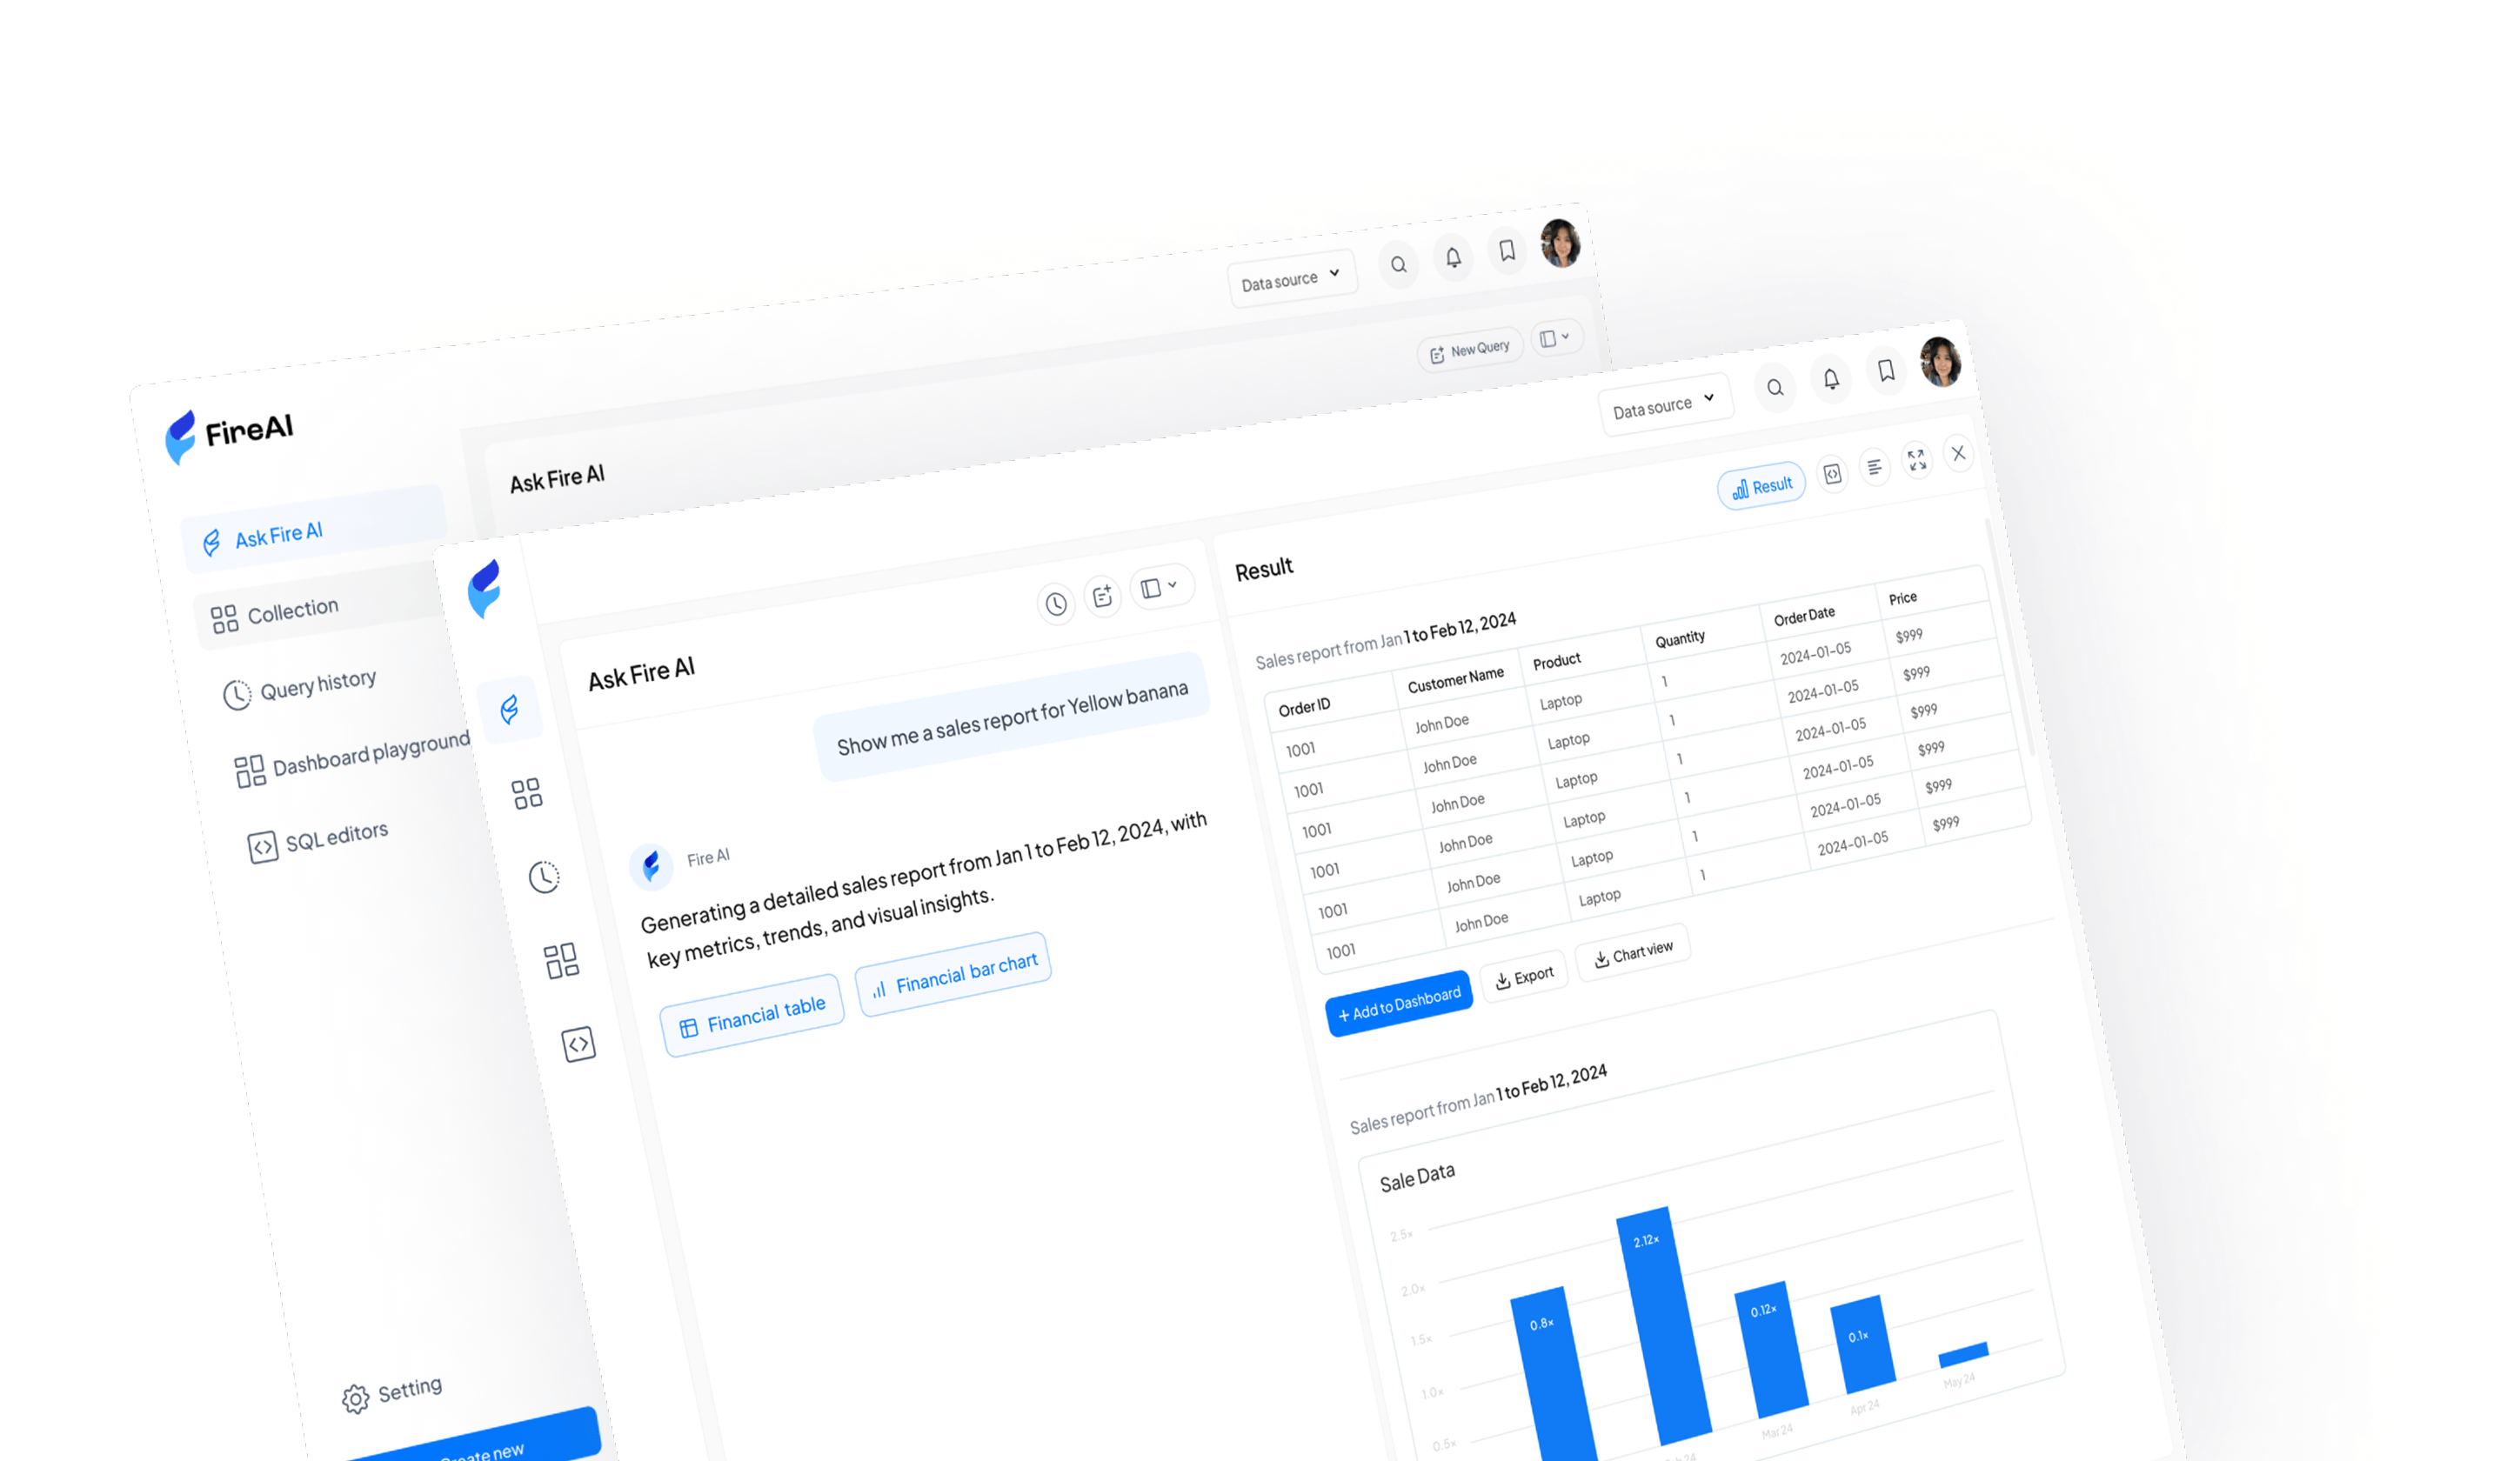 FireAI
Data source
New Query
Ask Fire AI
Ask Fire AI
Collection
Query history
Dashboard playground
SQL editors
Setting
Create new
Data source
Result
Ask Fire AI
Show me a sales report for Yellow banana
Fire AI
Generating a detailed sales report from Jan 1 to Feb 12, 2024, with
key metrics, trends, and visual insights.
Financial table
Financial bar chart
Result
Sales report from Jan 1 to Feb 12, 2024
Order ID Customer Name Product Quantity Order Date Price
1001 John Doe Laptop 1 2024-01-05 $999
1001 John Doe Laptop 1 2024-01-05 $999
1001 John Doe Laptop 1 2024-01-05 $999
1001 John Doe Laptop 1 2024-01-05 $999
1001 John Doe Laptop 1 2024-01-05 $999
1001 John Doe Laptop 1 2024-01-05 $999
+ Add to Dashboard
Export
Chart view
Sales report from Jan 1 to Feb 12, 2024
Sale Data
2.5x
2.0x
1.5x
1.0x
0.5x
0.8x
2.12x
0.12x
0.1x
Mar 24
Apr 24
May 24